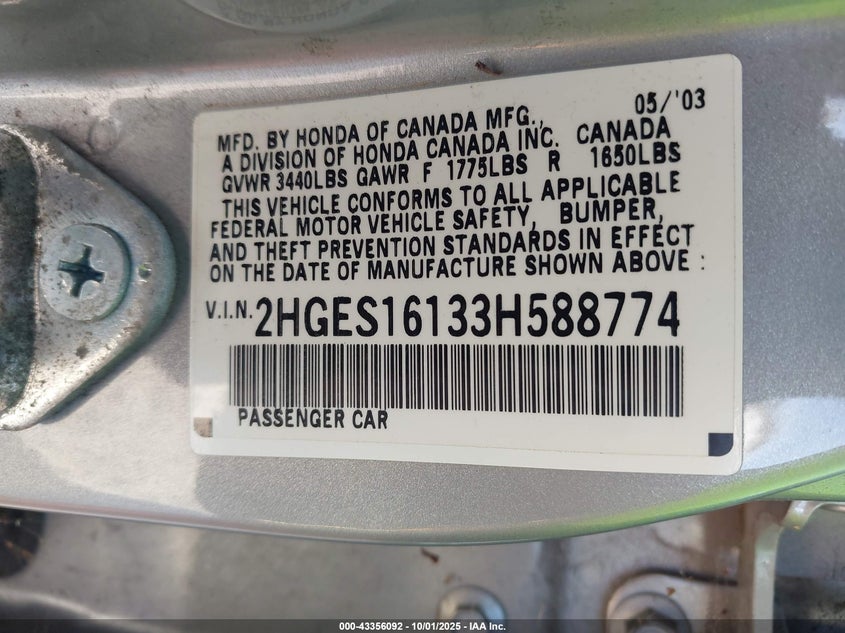 05/'03
MFD. BY HONDA OF CANADA MFG.,
A DIVISION OF HONDA CANADA INC. CANADA
GVWR 3440LBS GAWR F 1775LBS R 1650LBS
THIS VEHICLE CONFORMS TO ALL APPLICABLE
FEDERAL MOTOR VEHICLE SAFETY, BUMPER,
AND THEFT PREVENTION STANDARDS IN EFFECT
ON THE DATE OF MANUFACTURE SHOWN ABOVE :
V.I.N. 2HGES16133H588774
PASSENGER CAR
000-43356092 - 10/01/2025 - IAA Inc.